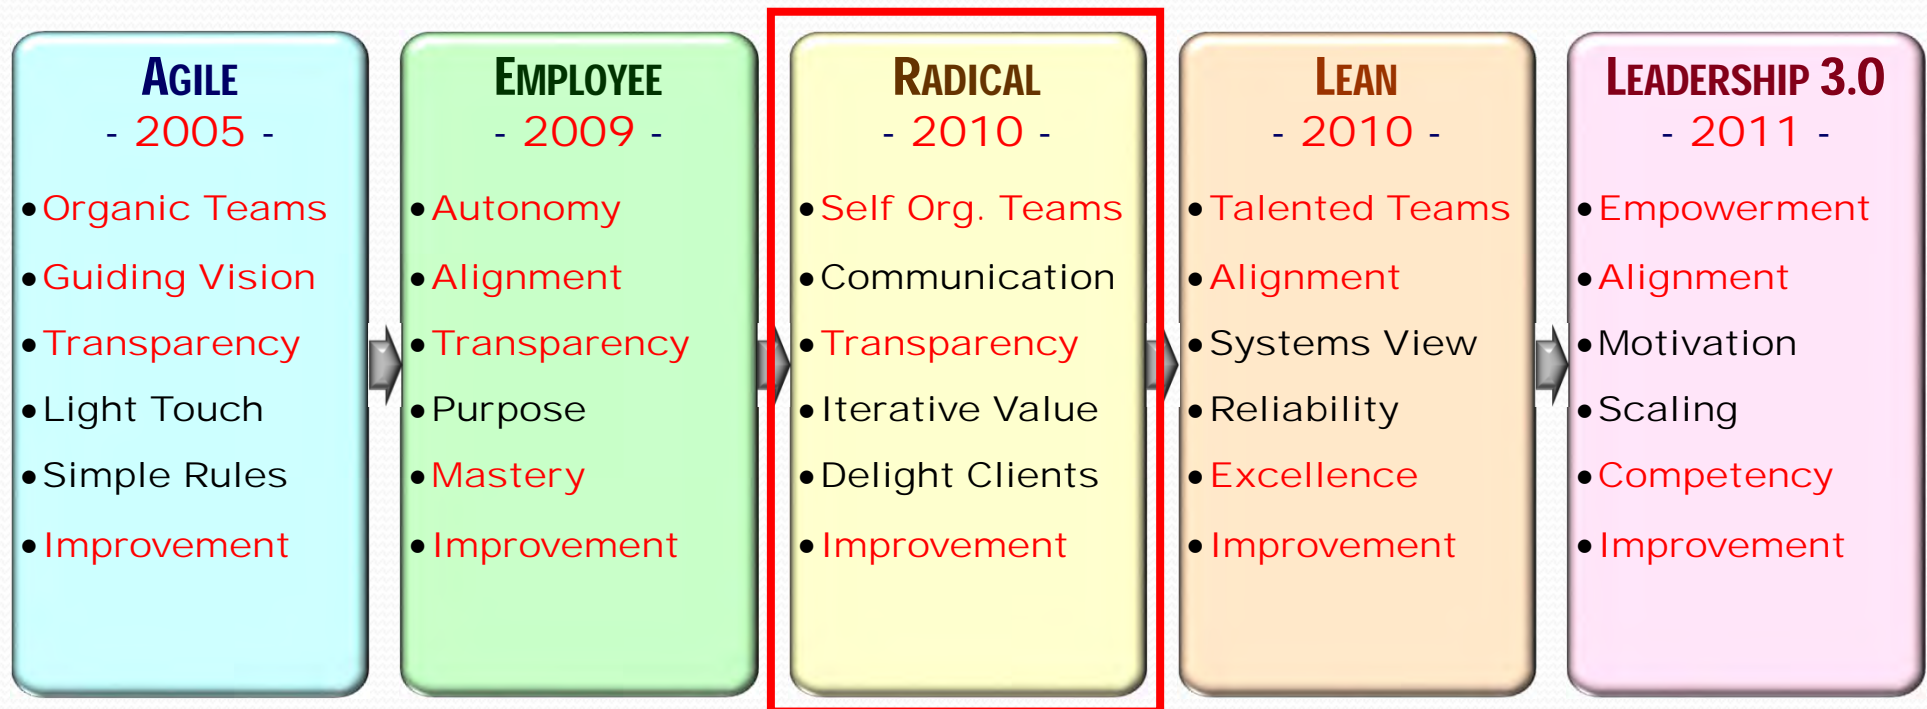 AGILE
- 2005 -
•Organic Teams
•Guiding Vision
•Transparency
•Light Touch
•Simple Rules
•Improvement
EMPLOYEE
- 2009 -
•Autonomy
•Alignment
•Transparency
•Purpose
•Mastery
•Improvement
RADICAL
- 2010 -
•Self Org. Teams
•Communication
•Transparency
•Iterative Value
•Delight Clients
•Improvement
LEAN
- 2010 -
•Talented Teams
•Alignment
•Systems View
•Reliability
•Excellence
•Improvement
LEADERSHIP 3.0
- 2011 -
•Empowerment
•Alignment
•Motivation
•Scaling
•Competency
•Improvement